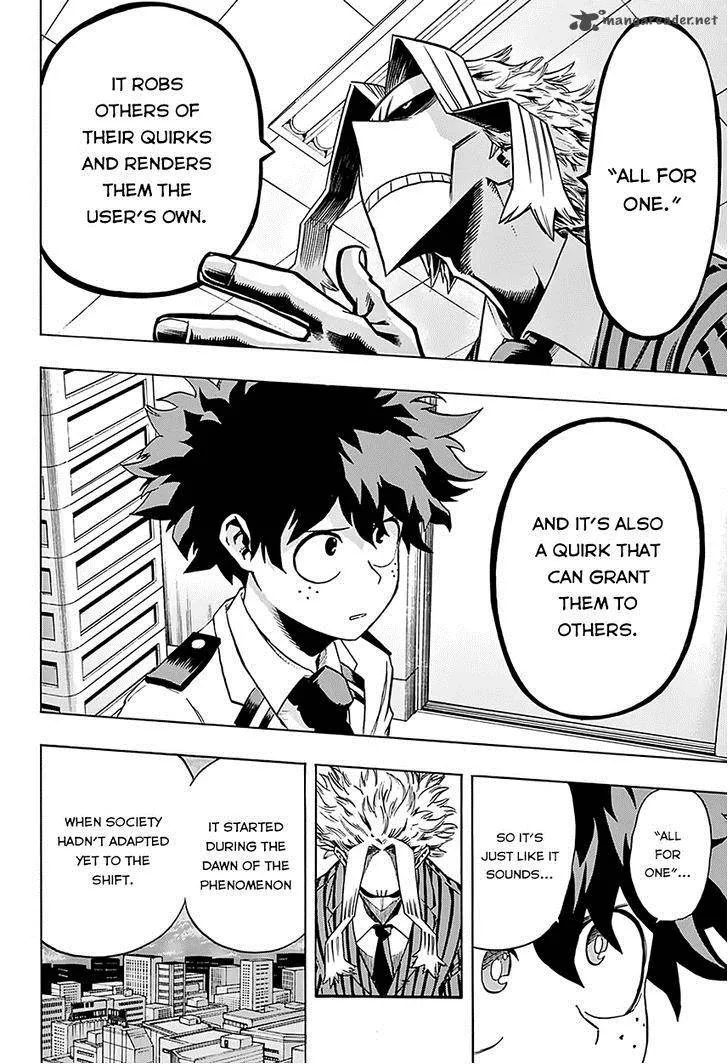 mangareader.net
"ALL FOR
ONE."
IT ROBS
OTHERS OF
THEIR QUIRKS
AND RENDERS
THEM THE
USER'S OWN.
AND IT'S ALSO
A QUIRK THAT
CAN GRANT
THEM TO
OTHERS.
"ALL
FOR
ONE"...
SO IT'S
JUST LIKE IT
SOUNDS...
IT STARTED
DURING THE
DAWN OF THE
PHENOMENON
WHEN SOCIETY
HADN'T ADAPTED
YET TO THE
SHIFT.